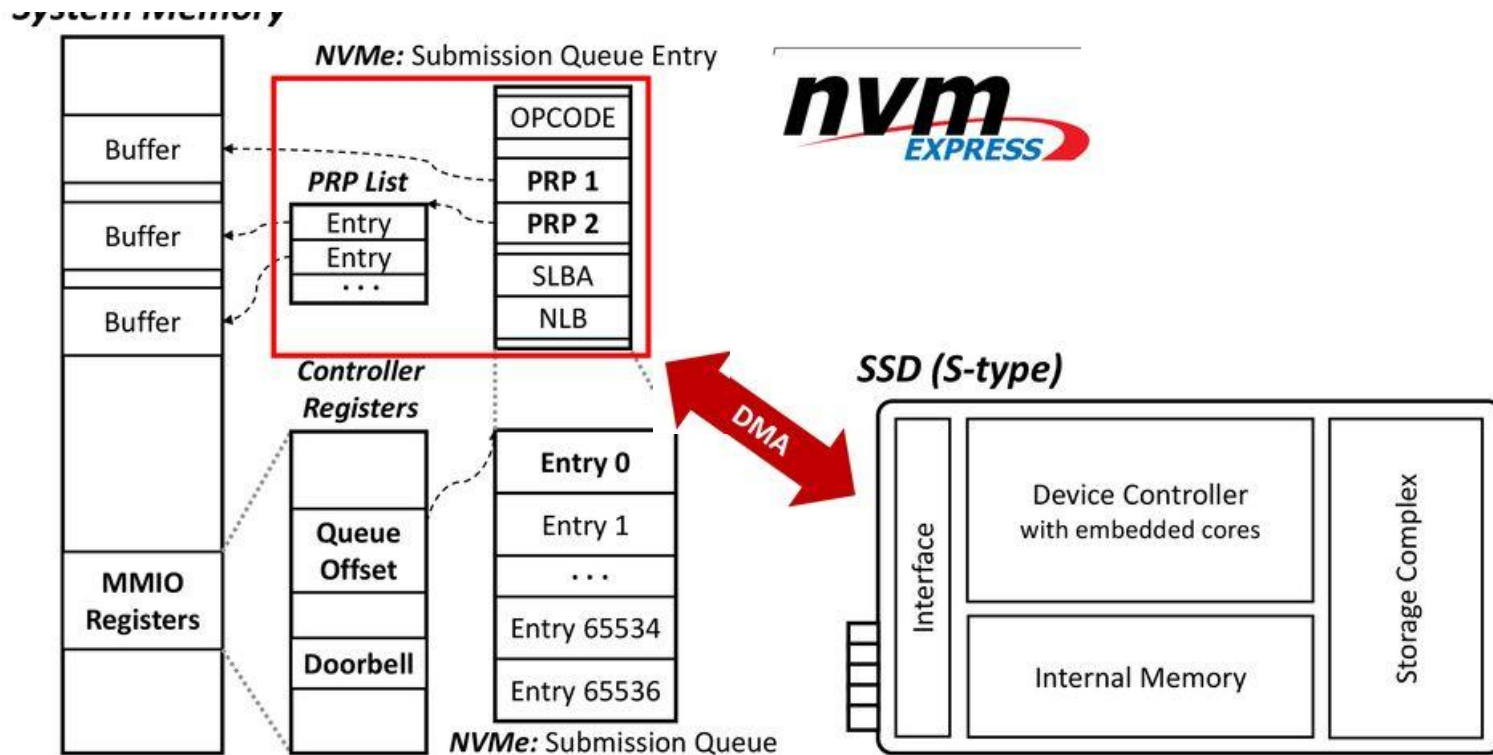 System Memory
NVMe: Submission Queue Entry
nvm
EXPRESS
OPCODE
PRP 1
PRP 2
SLBA
NLB
PRP List
Entry
Entry
...
Buffer
Buffer
Buffer
MMIO
Registers
Controller
Registers
Queue
Offset
Doorbell
Entry 0
Entry 1
...
Entry 65534
Entry 65536
NVMe: Submission Queue
DMA
SSD (S-type)
Interface
Device Controller
with embedded cores
Internal Memory
Storage Complex